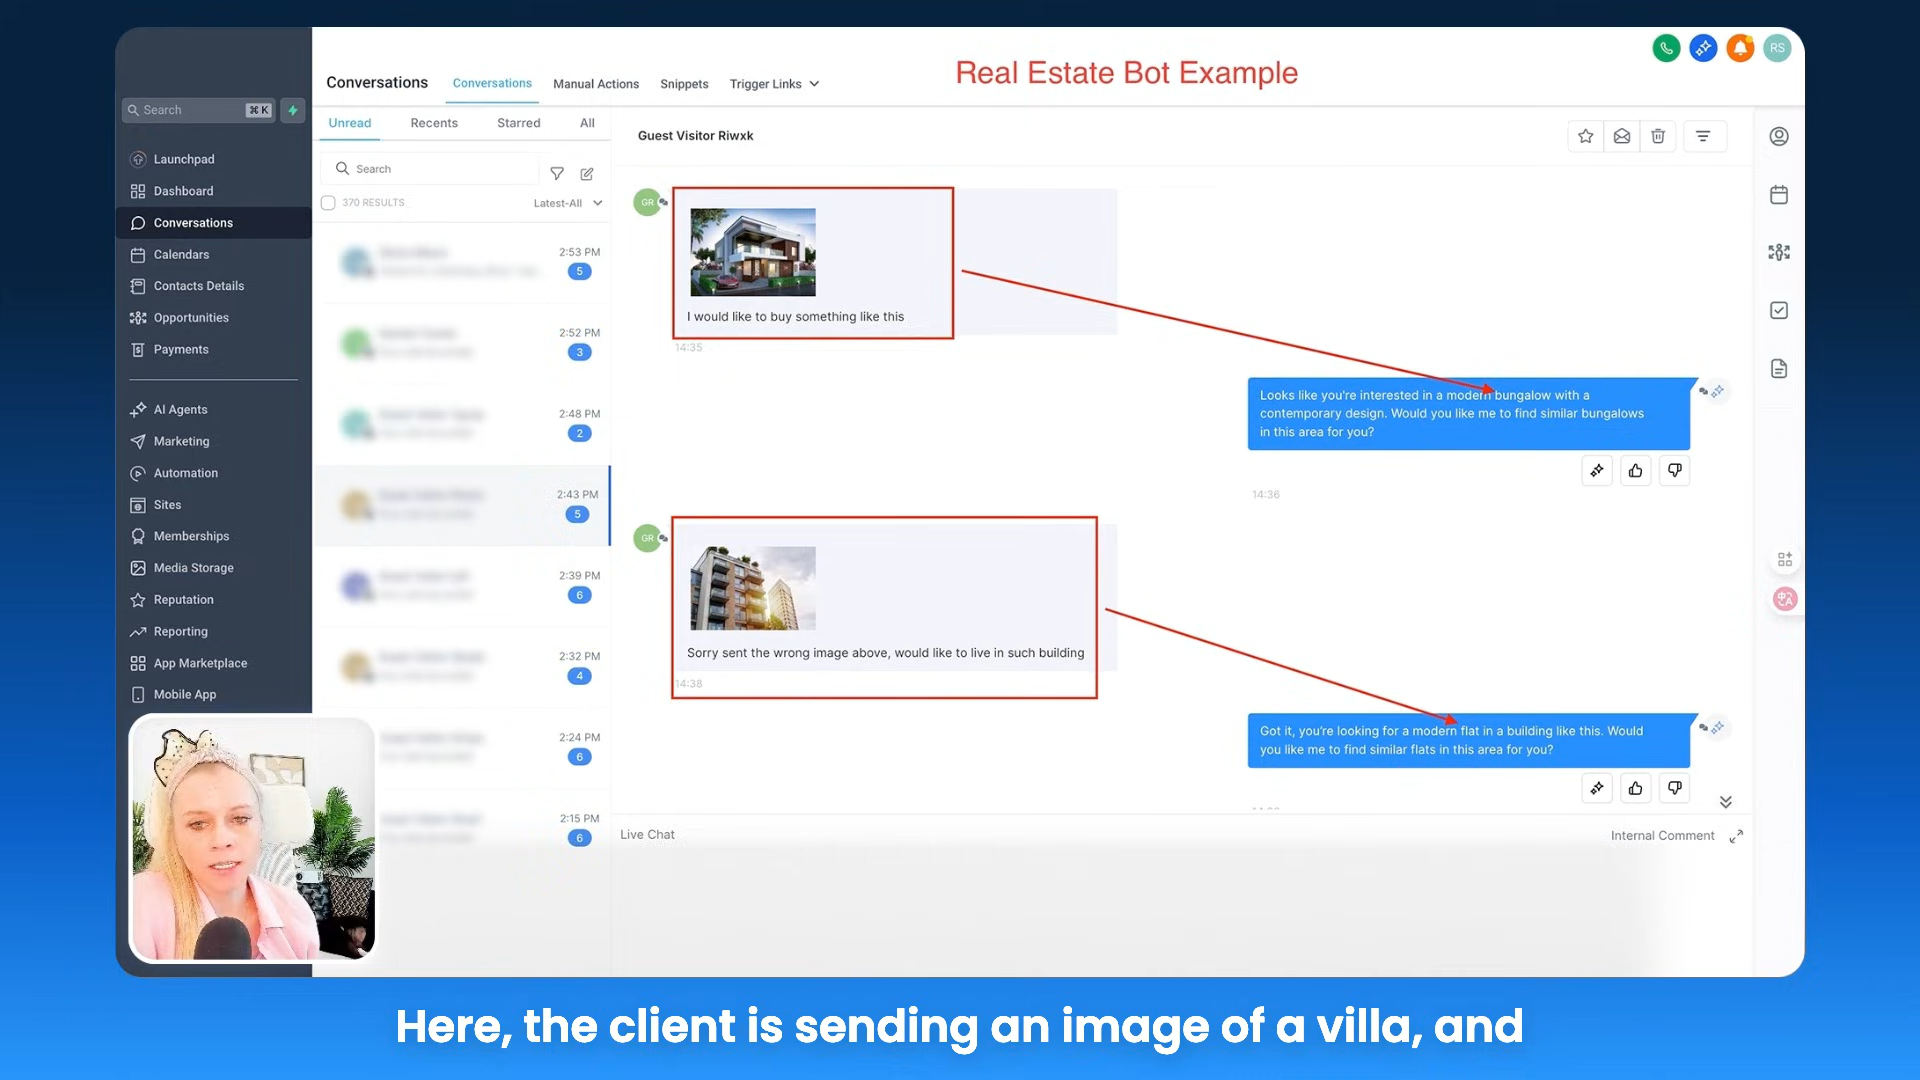 Real Estate Bot Example
RS
Conversations
Conversations
Manual Actions
Snippets
Trigger Links
Search
⌘ K
Launchpad
Dashboard
Conversations
Calendars
Contacts Details
Opportunities
Payments
AI Agents
Marketing
Automation
Sites
Memberships
Media Storage
Reputation
Reporting
App Marketplace
Mobile App
Unread
Recents
Starred
All
Search
370 RESULTS
Latest-All
2:53 PM
5
2:52 PM
3
2:48 PM
2
2:43 PM
5
2:39 PM
6
2:32 PM
4
2:24 PM
6
2:15 PM
6
Guest Visitor Riwxk
GR
I would like to buy something like this
14:35
Looks like you're interested in a modern bungalow with a
contemporary design. Would you like me to find similar bungalows
in this area for you?
14:36
GR
Sorry sent the wrong image above, would like to live in such building
14:38
Got it, you're looking for a modern flat in a building like this. Would
you like me to find similar flats in this area for you?
Live Chat
Internal Comment
Here, the client is sending an image of a villa, and